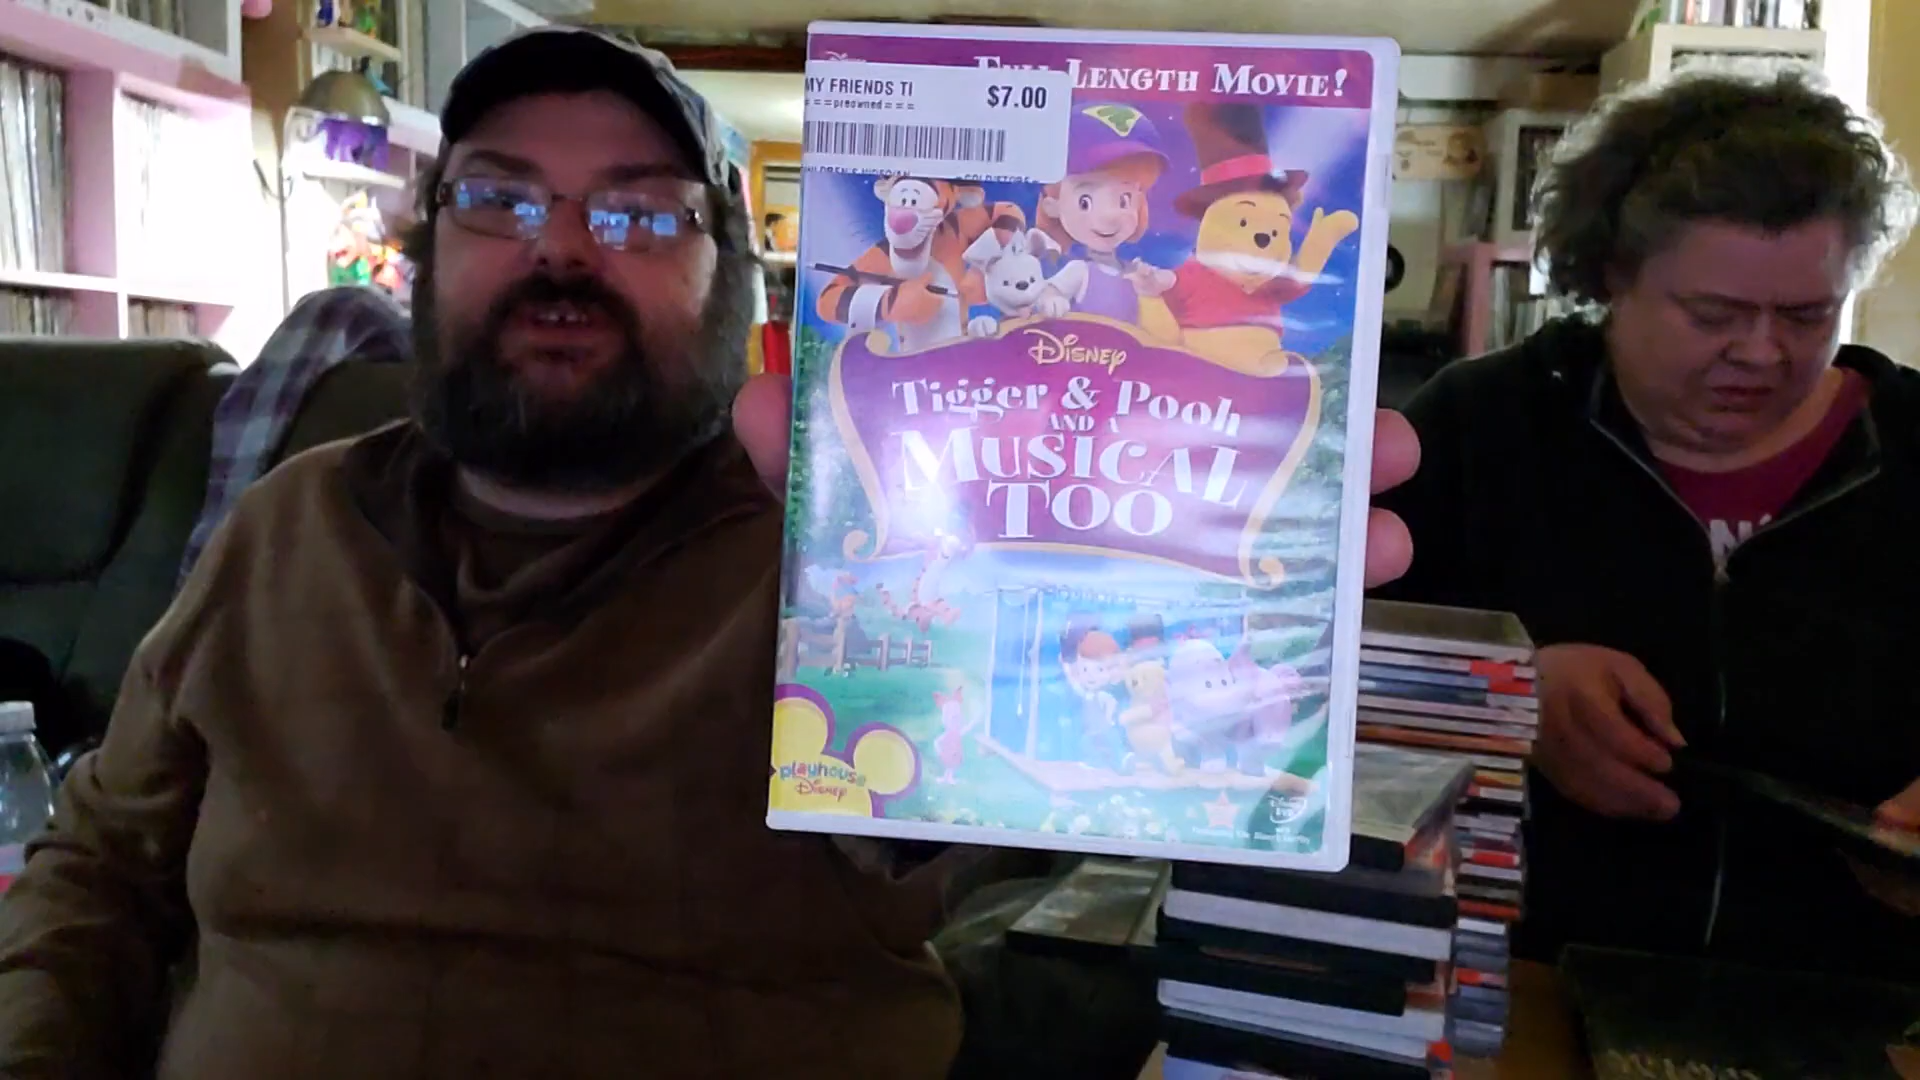 FULL LENGTH MOVIE!
MY FRIENDS TI
$7.00
= = preowned = = =
DISNEY
Tigger & Pooh
AND A
MUSICAL
TOO
playhouse
DISNEY